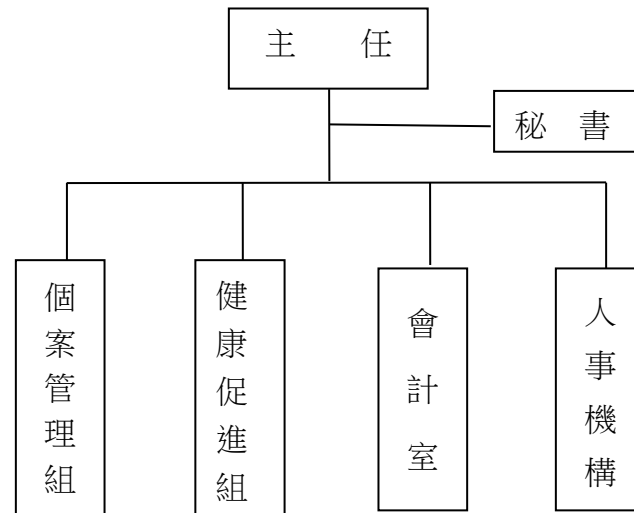 主 任
秘 書
個案管理組
健康促進組
會計室
人事機構